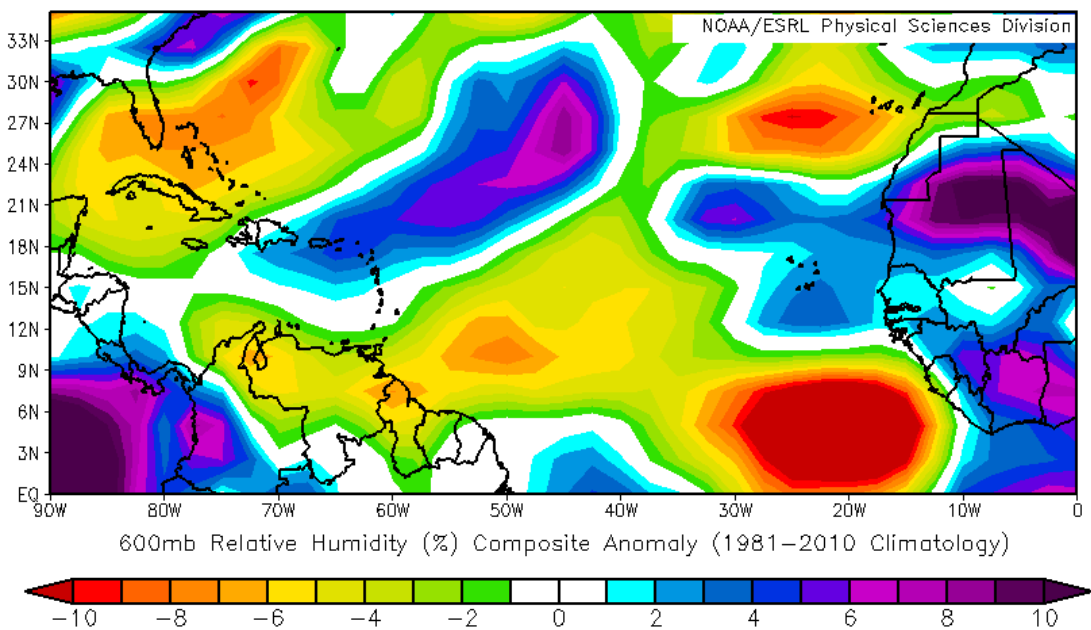 NOAA/ESRL Physical Sciences Division
33N
30N
27N
24N
21N
18N
15N
12N
9N
6N
3N
EQ
90W 80W 70W 60W 50W 40W 30W 20W 10W 0
600mb Relative Humidity (%) Composite Anomaly (1981−2010 Climatology)
−10 −8 −6 −4 −2 0 2 4 6 8 10